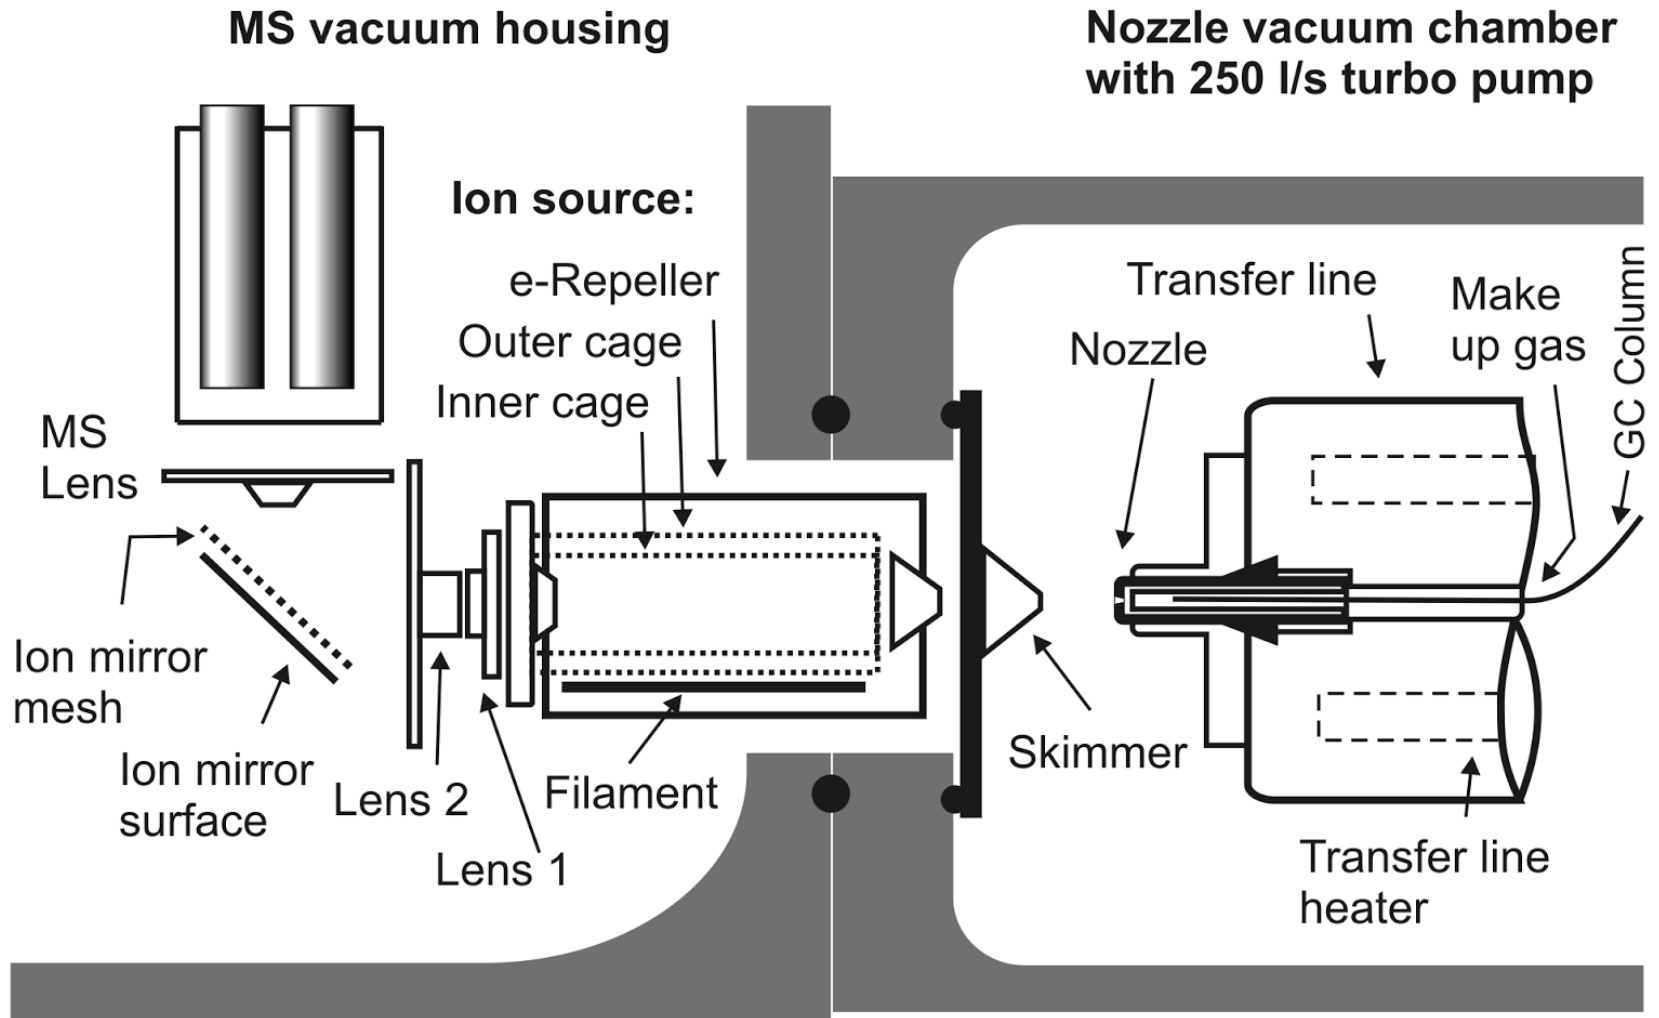 MS vacuum housing
Nozzle vacuum chamber
with 250 l/s turbo pump
Ion source:
e-Repeller
Outer cage
Inner cage
Transfer line
Nozzle
Make
up gas
GC Column
MS
Lens
Ion mirror
mesh
Ion mirror
surface
Lens 2
Lens 1
Filament
Skimmer
Transfer line
heater